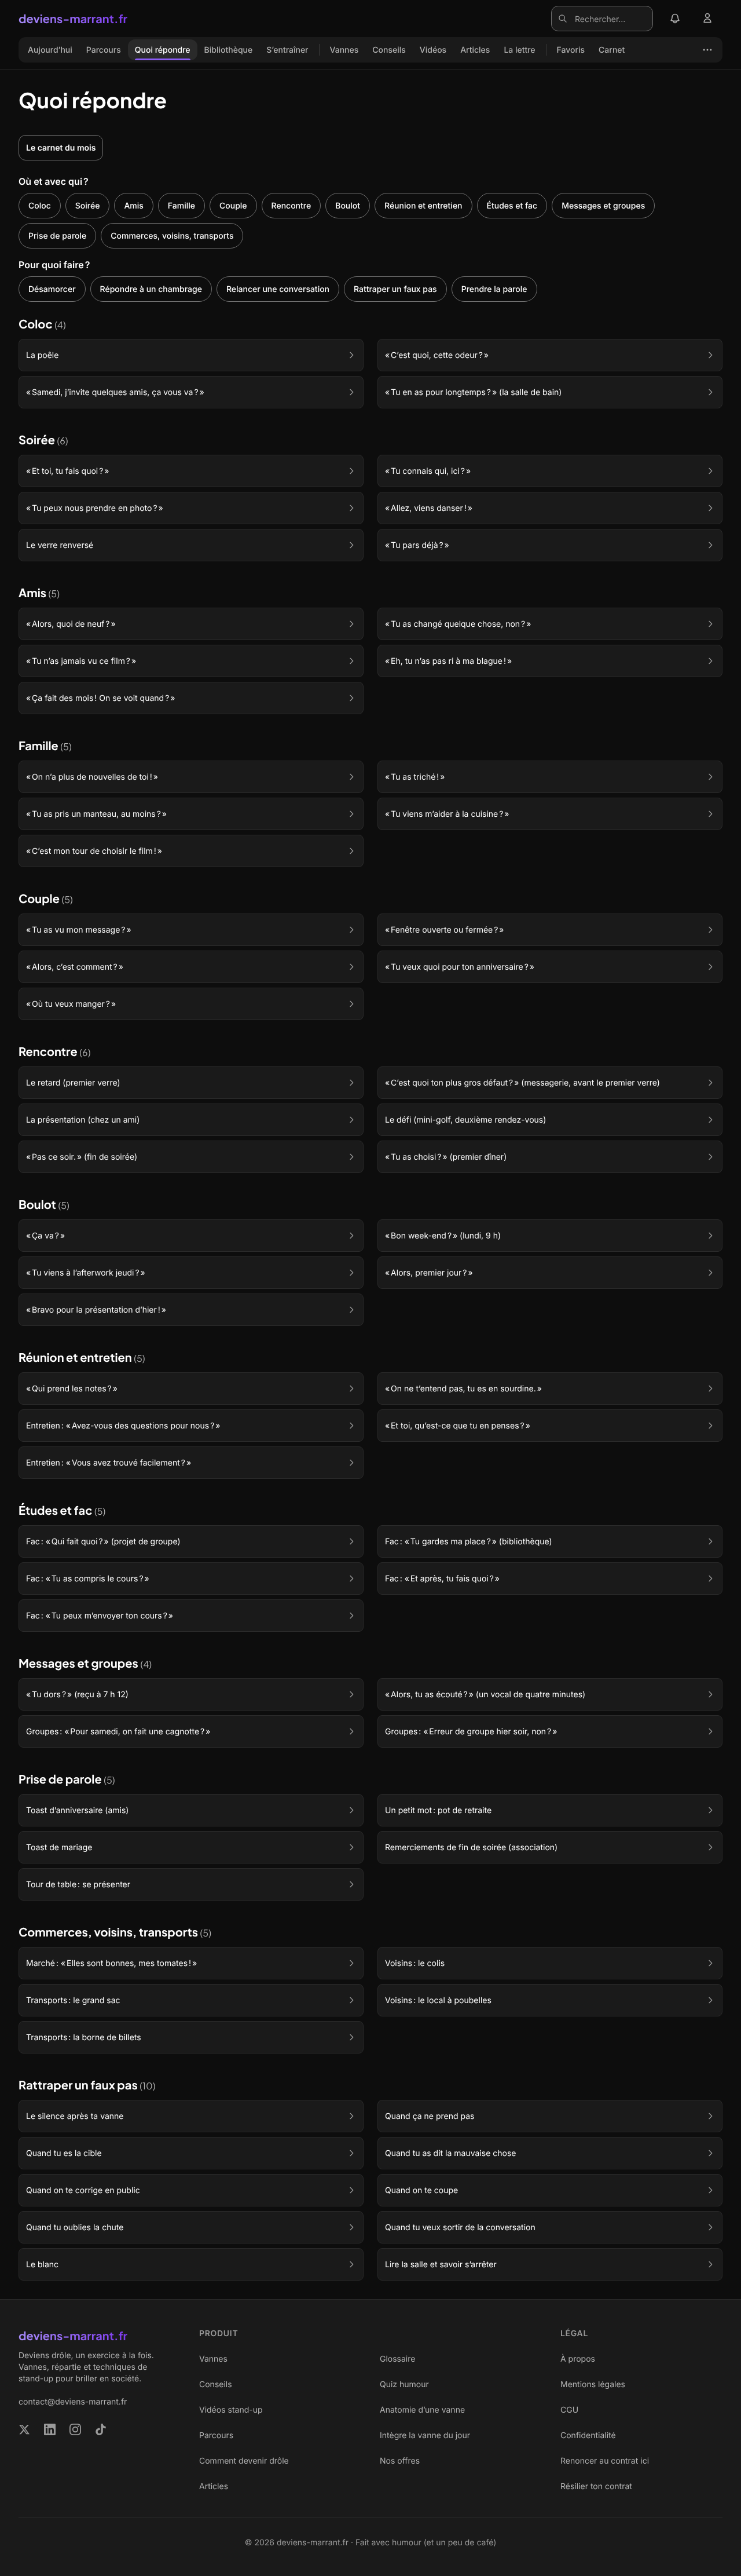 deviens-marrant.fr
Rechercher...
Aujourd'hui Parcours Quoi répondre Bibliothèque S'entraîner Vannes Conseils Vidéos Articles La lettre Favoris Carnet
Quoi répondre
Le carnet du mois
Où et avec qui ?
Coloc Soirée Amis Famille Couple Rencontre Boulot Réunion et entretien Études et fac Messages et groupes
Prise de parole Commerces, voisins, transports
Pour quoi faire ?
Désamorcer Répondre à un chambrage Relancer une conversation Rattraper un faux pas Prendre la parole
Coloc (4)
La poêle
« C'est quoi, cette odeur ? »
« Samedi, j'invite quelques amis, ça vous va ? »
« Tu en as pour longtemps ? » (la salle de bain)
Soirée (6)
« Et toi, tu fais quoi ? »
« Tu connais qui, ici ? »
« Tu peux nous prendre en photo ? »
« Allez, viens danser ! »
Le verre renversé
« Tu pars déjà ? »
Amis (5)
« Alors, quoi de neuf ? »
« Tu as changé quelque chose, non ? »
« Tu n'as jamais vu ce film ? »
« Eh, tu n'as pas ri à ma blague ! »
« Ça fait des mois ! On se voit quand ? »
Famille (5)
« On n'a plus de nouvelles de toi ! »
« Tu as triché ! »
« Tu as pris un manteau, au moins ? »
« Tu viens m'aider à la cuisine ? »
« C'est mon tour de choisir le film ! »
Couple (5)
« Tu as vu mon message ? »
« Fenêtre ouverte ou fermée ? »
« Alors, c'est comment ? »
« Tu veux quoi pour ton anniversaire ? »
« Où tu veux manger ? »
Rencontre (6)
Le retard (premier verre)
« C'est quoi ton plus gros défaut ? » (messagerie, avant le premier verre)
La présentation (chez un ami)
Le défi (mini-golf, deuxième rendez-vous)
« Pas ce soir. » (fin de soirée)
« Tu as choisi ? » (premier dîner)
Boulot (5)
« Ça va ? »
« Bon week-end ? » (lundi, 9 h)
« Tu viens à l'afterwork jeudi ? »
« Alors, premier jour ? »
« Bravo pour la présentation d'hier ! »
Réunion et entretien (5)
« Qui prend les notes ? »
« On ne t'entend pas, tu es en sourdine. »
Entretien : « Avez-vous des questions pour nous ? »
« Et toi, qu'est-ce que tu en penses ? »
Entretien : « Vous avez trouvé facilement ? »
Études et fac (5)
Fac : « Qui fait quoi ? » (projet de groupe)
Fac : « Tu gardes ma place ? » (bibliothèque)
Fac : « Tu as compris le cours ? »
Fac : « Et après, tu fais quoi ? »
Fac : « Tu peux m'envoyer ton cours ? »
Messages et groupes (4)
« Tu dors ? » (reçu à 7 h 12)
« Alors, tu as écouté ? » (un vocal de quatre minutes)
Groupes : « Pour samedi, on fait une cagnotte ? »
Groupes : « Erreur de groupe hier soir, non ? »
Prise de parole (5)
Toast d'anniversaire (amis)
Un petit mot : pot de retraite
Toast de mariage
Remerciements de fin de soirée (association)
Tour de table : se présenter
Commerces, voisins, transports (5)
Marché : « Elles sont bonnes, mes tomates ! »
Voisins : le colis
Transports : le grand sac
Voisins : le local à poubelles
Transports : la borne de billets
Rattraper un faux pas (10)
Le silence après ta vanne
Quand ça ne prend pas
Quand tu es la cible
Quand tu as dit la mauvaise chose
Quand on te corrige en public
Quand on te coupe
Quand tu oublies la chute
Quand tu veux sortir de la conversation
Le blanc
Lire la salle et savoir s'arrêter
deviens-marrant.fr
Deviens drôle, un exercice à la fois.
Vannes, répartie et techniques de
stand-up pour briller en société.
contact@deviens-marrant.fr
PRODUIT
Vannes
Conseils
Vidéos stand-up
Parcours
Comment devenir drôle
Articles
Glossaire
Quiz humour
Anatomie d'une vanne
Intègre la vanne du jour
Nos offres
LÉGAL
À propos
Mentions légales
CGU
Confidentialité
Renoncer au contrat ici
Résilier ton contrat
© 2026 deviens-marrant.fr · Fait avec humour (et un peu de café)